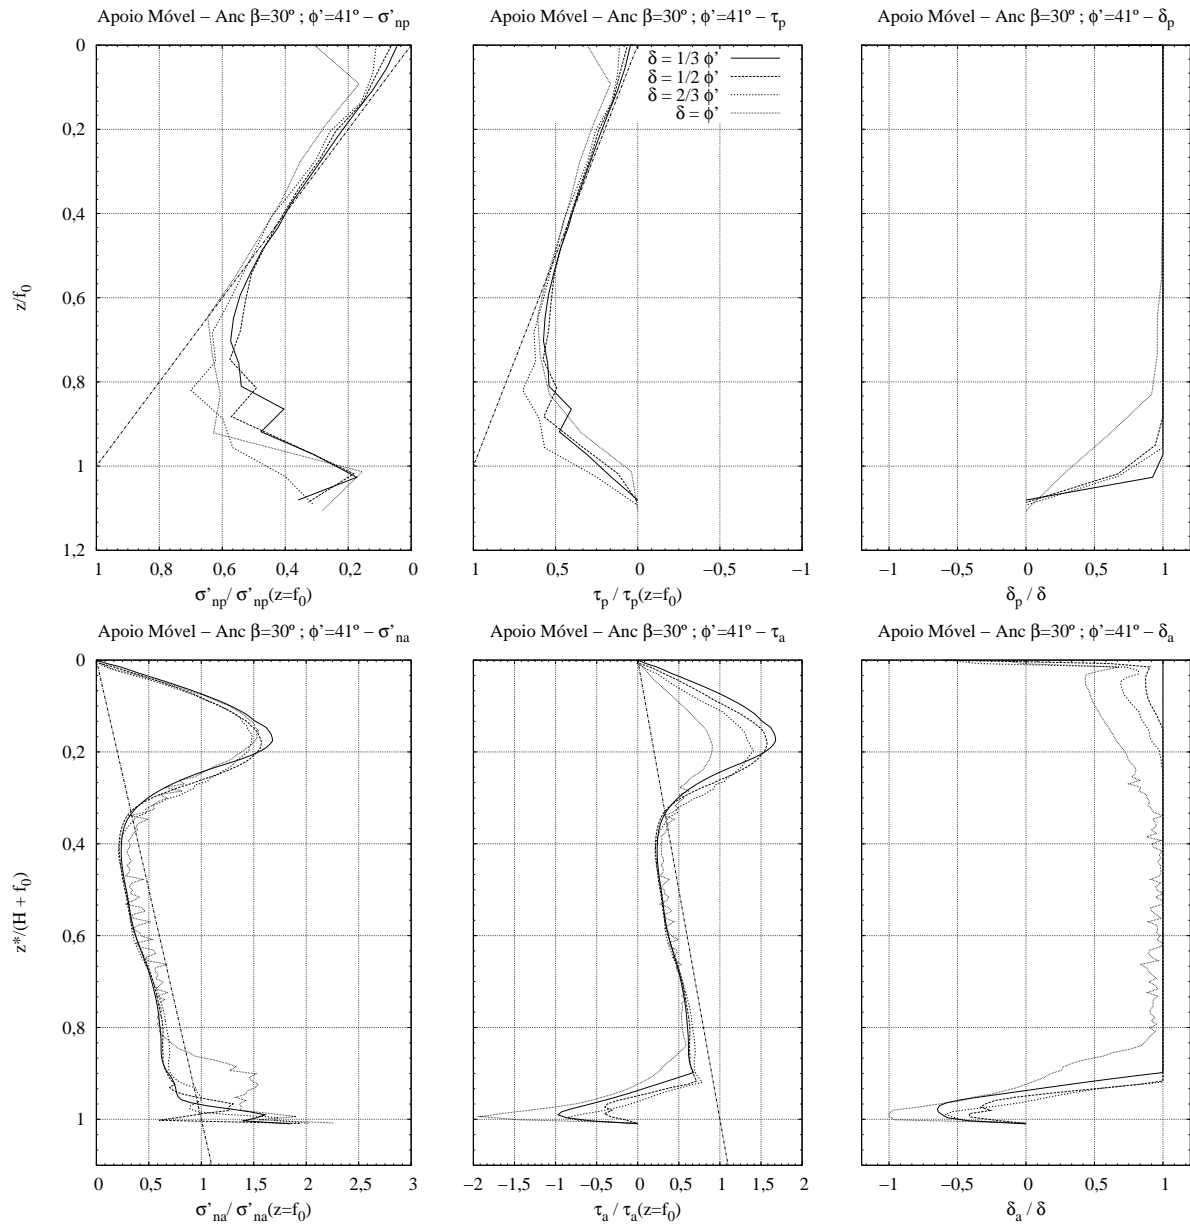 Apoio Móvel – Anc β=30º ; ϕ'=41º – σ'np
Apoio Móvel – Anc β=30º ; ϕ'=41º – τp
Apoio Móvel – Anc β=30º ; ϕ'=41º – δp
0
0,2
0,4
0,6
0,8
1
1,2
z/f0
δ = 1/3 ϕ'
δ = 1/2 ϕ'
δ = 2/3 ϕ'
δ = ϕ'
1 0,8 0,6 0,4 0,2
σ'np/ σ'np(z=f0)
1 0,5 0 −0,5 −1
τp / τp(z=f0)
−1 −0,5 0 0,5 1
δp / δ
Apoio Móvel – Anc β=30º ; ϕ'=41º – σ'na
Apoio Móvel – Anc β=30º ; ϕ'=41º – τa
Apoio Móvel – Anc β=30º ; ϕ'=41º – δa
0
0,2
0,4
0,6
0,8
1
z*/(H + f0)
0 0,5 1 1,5 2 2,5 3
σ'na/ σ'na(z=f0)
−2 −1,5 −1 −0,5 0 0,5 1 1,5 2
τa / τa(z=f0)
−1 −0,5 0 0,5 1
δa / δ